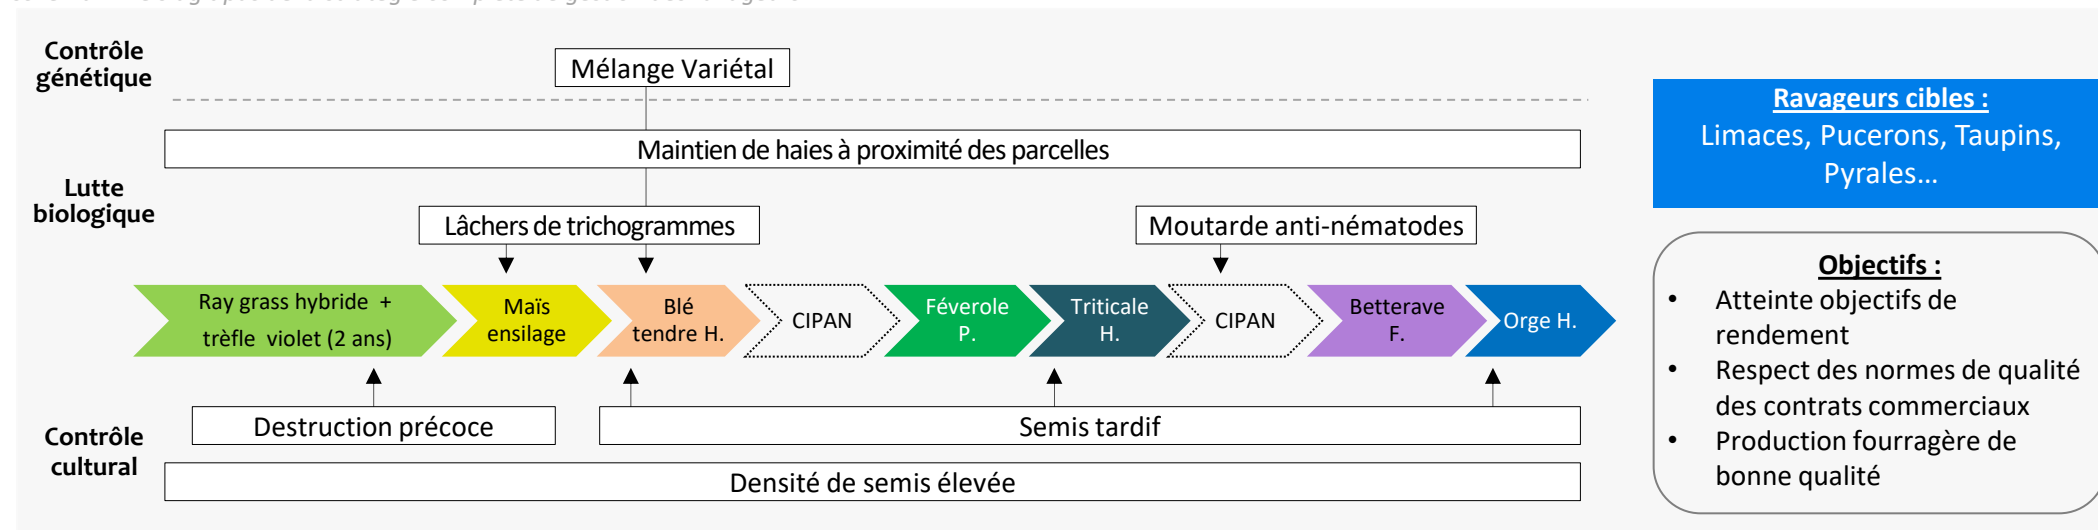 Contrôle
génétique
Mélange Variétal
Maintien de haies à proximité des parcelles
Lutte
biologique
Lâchers de trichogrammes
Moutarde anti-nématodes
Ray grass hybride +
trèfle violet (2 ans)
Maïs
ensilage
Blé
tendre H.
CIPAN
Féverole
P.
Triticale
H.
CIPAN
Betterave
F.
Orge H.
Destruction précoce
Semis tardif
Contrôle
cultural
Densité de semis élevée
Ravageurs cibles :
Limaces, Pucerons, Taupins,
Pyrales...
Objectifs :
• Atteinte objectifs de
rendement
• Respect des normes de qualité
des contrats commerciaux
• Production fourragère de
bonne qualité